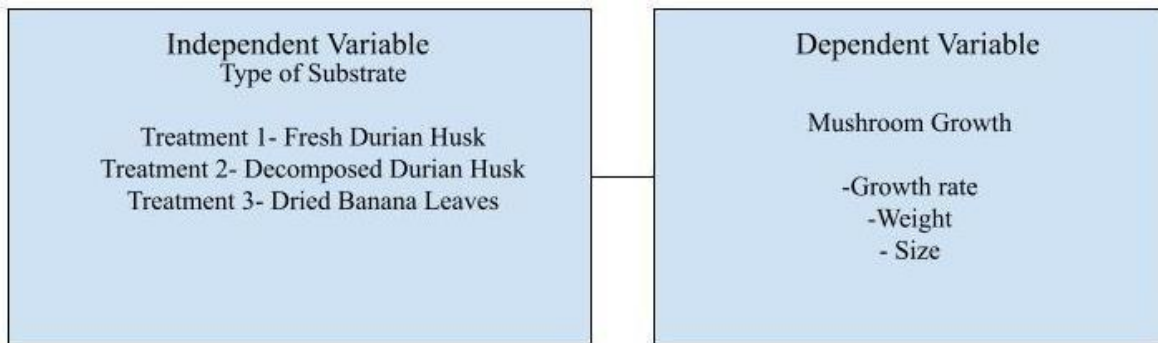 Independent Variable
Type of Substrate
Treatment 1- Fresh Durian Husk
Treatment 2- Decomposed Durian Husk
Treatment 3- Dried Banana Leaves
Dependent Variable
Mushroom Growth
-Growth rate
-Weight
- Size